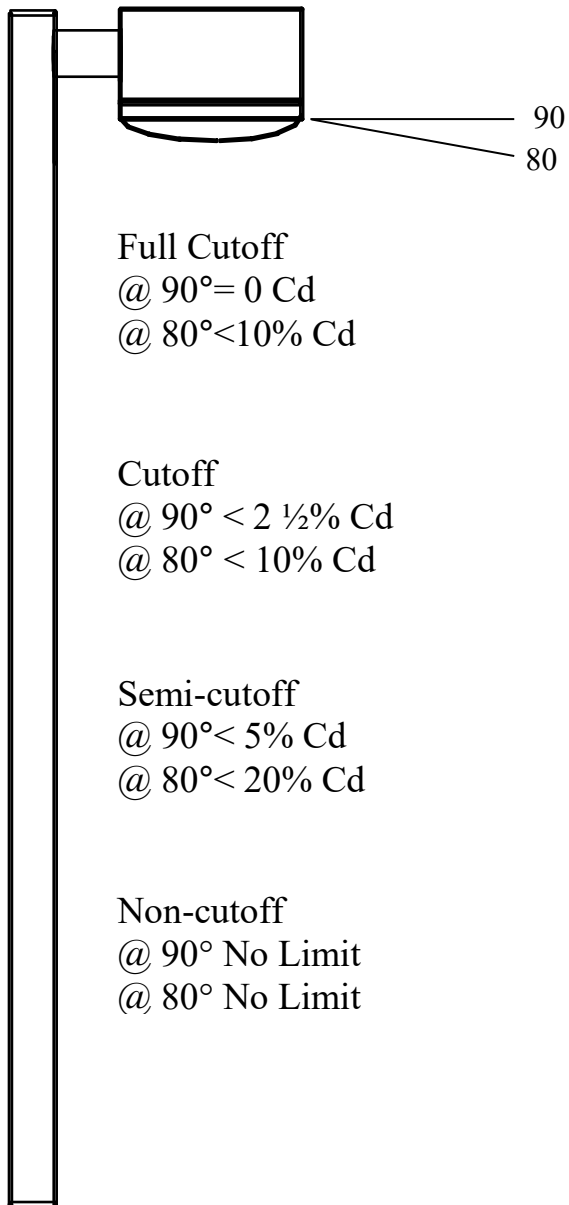 90
80
Full Cutoff
@ 90°= 0 Cd
@ 80°<10% Cd
Cutoff
@ 90° < 2 ½% Cd
@ 80° < 10% Cd
Semi-cutoff
@ 90°< 5% Cd
@ 80°< 20% Cd
Non-cutoff
@ 90° No Limit
@ 80° No Limit